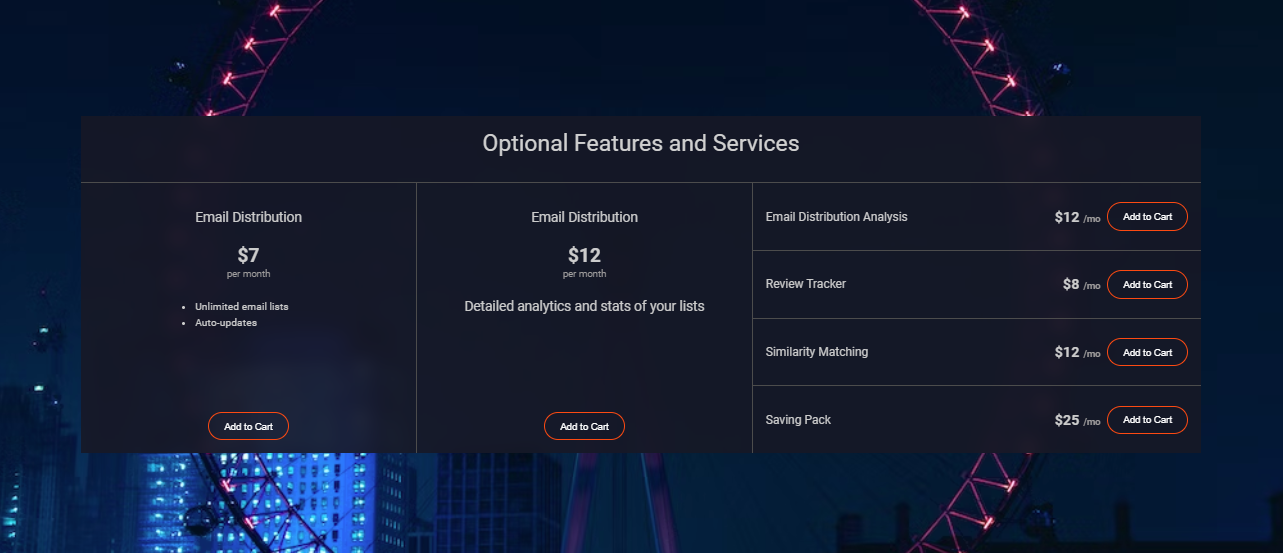 Optional Features and Services
Email Distribution
$7
per month
• Unlimited email lists
• Auto-updates
Add to Cart
Email Distribution
$12
per month
Detailed analytics and stats of your lists
Add to Cart
Email Distribution Analysis $12 /mo Add to Cart
Review Tracker $8 /mo Add to Cart
Similarity Matching $12 /mo Add to Cart
Saving Pack $25 /mo Add to Cart